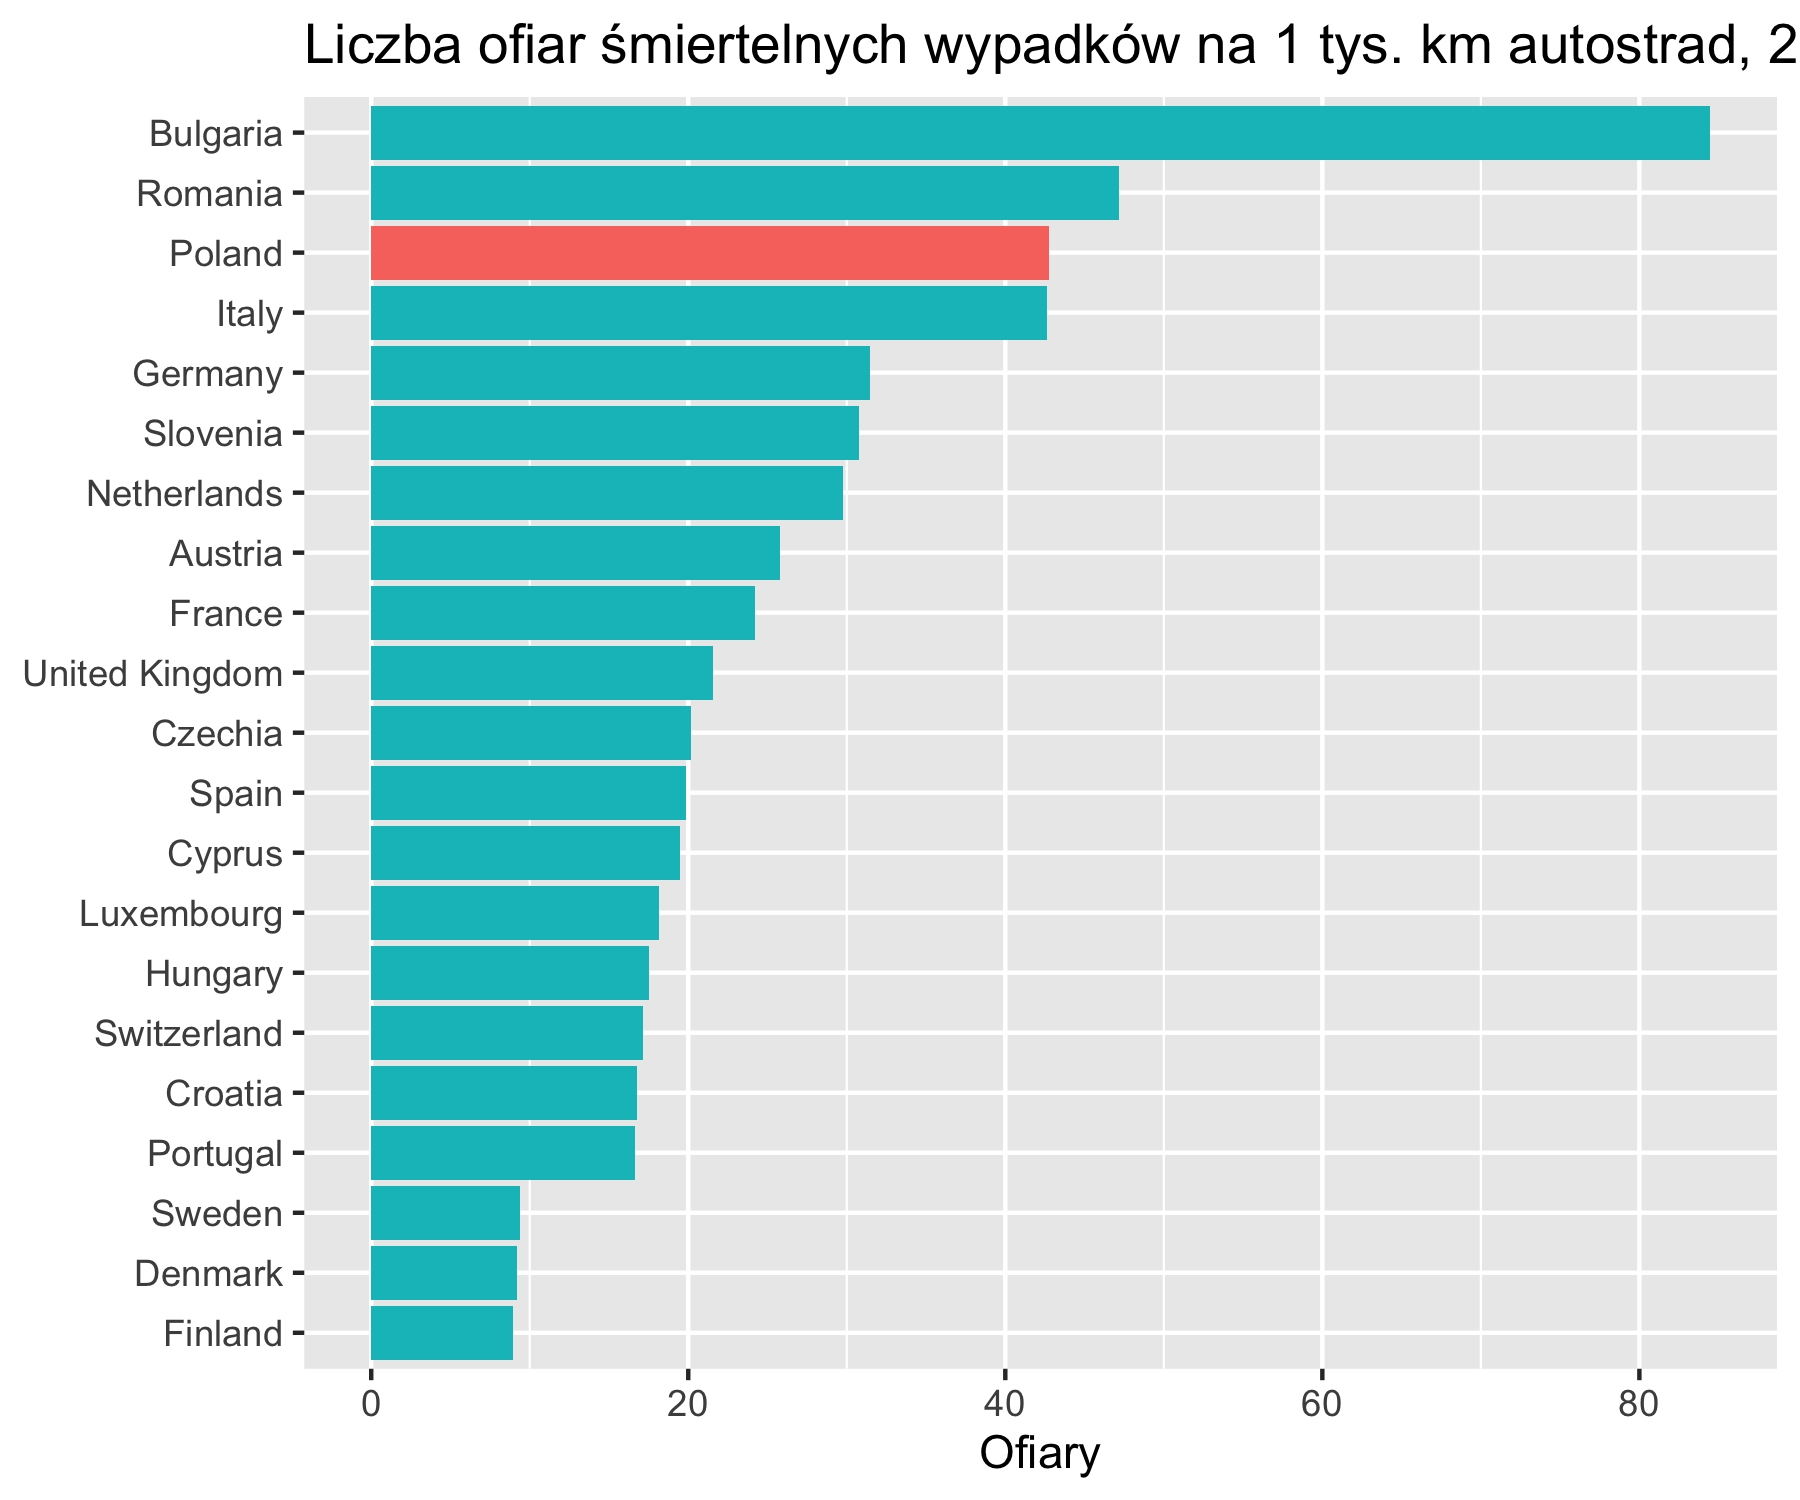 Liczba ofiar śmiertelnych wypadków na 1 tys. km autostrad, 2
Bulgaria
Romania
Poland
Italy
Germany
Slovenia
Netherlands
Austria
France
United Kingdom
Czechia
Spain
Cyprus
Luxembourg
Hungary
Switzerland
Croatia
Portugal
Sweden
Denmark
Finland
0 20 40 60 80
Ofiary